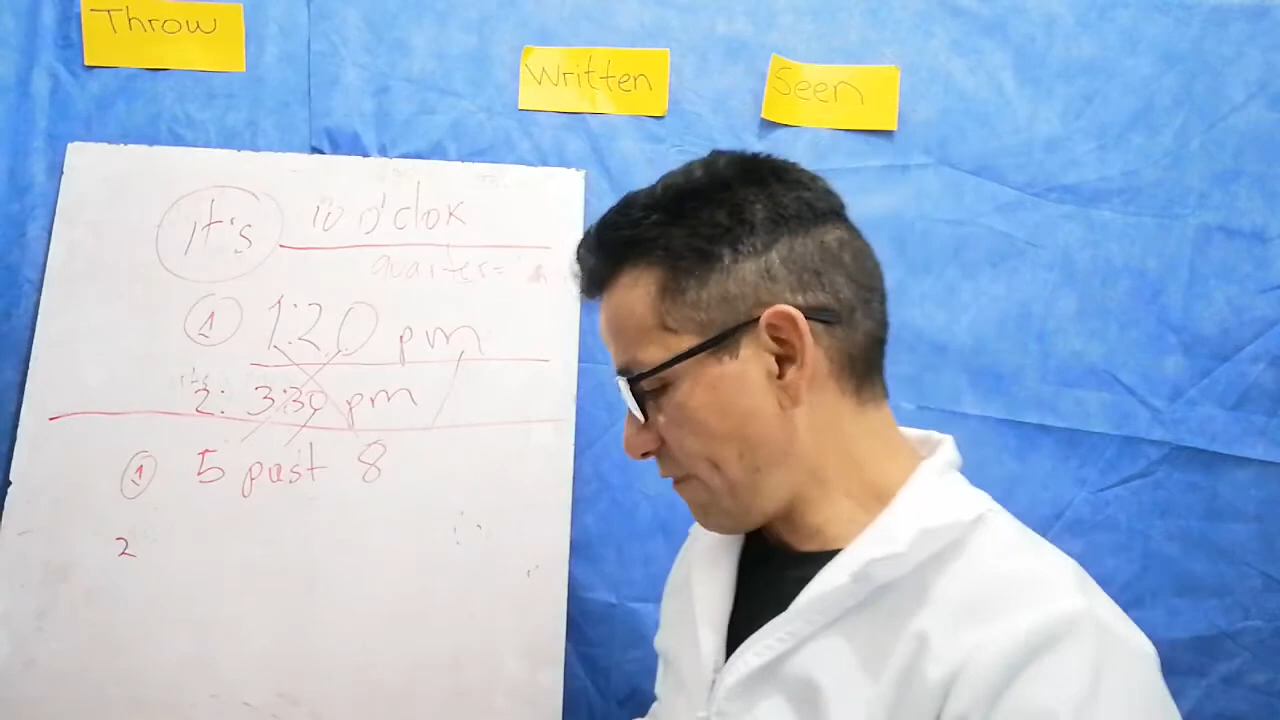 Throw
Written
Seen
it's 10 o'clok
quarter=
1 1:20 pm
2: 3:30 pm
1 5 past 8
2